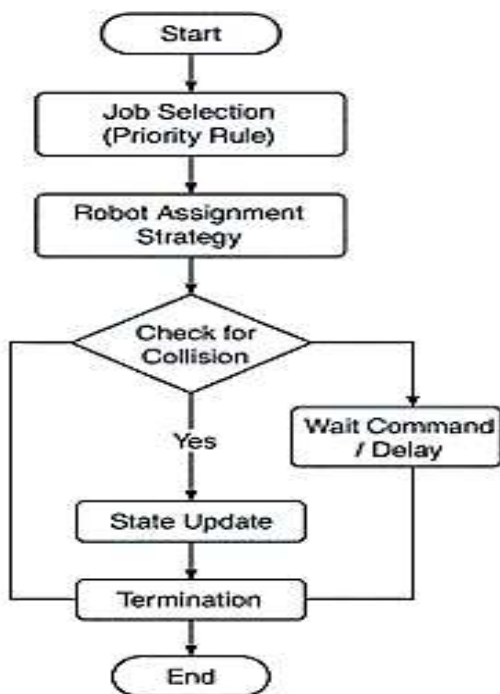 Start
Job Selection
(Priority Rule)
Robot Assignment
Strategy
Check for
Collision
Yes
Wait Command
/ Delay
State Update
Termination
End